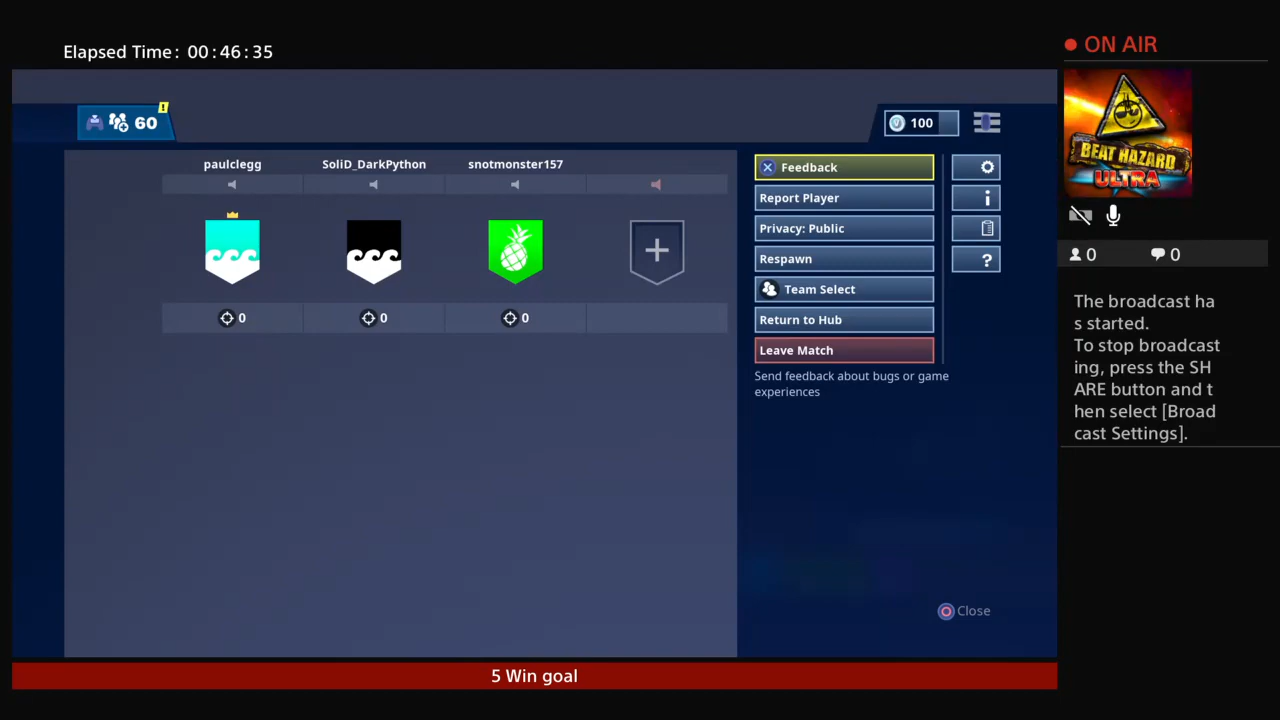 Elapsed Time: 00:46:35
ON AIR
! 60
100
BEAT HAZARD
ULTRA
paulclegg
SoliD_DarkPython
snotmonster157
Feedback
Report Player
Privacy: Public
Respawn
Team Select
Return to Hub
Leave Match
Send feedback about bugs or game
experiences
i
?
0 0 0
0 0
The broadcast ha
s started.
To stop broadcast
ing, press the SH
ARE button and t
hen select [Broad
cast Settings].
Close
5 Win goal